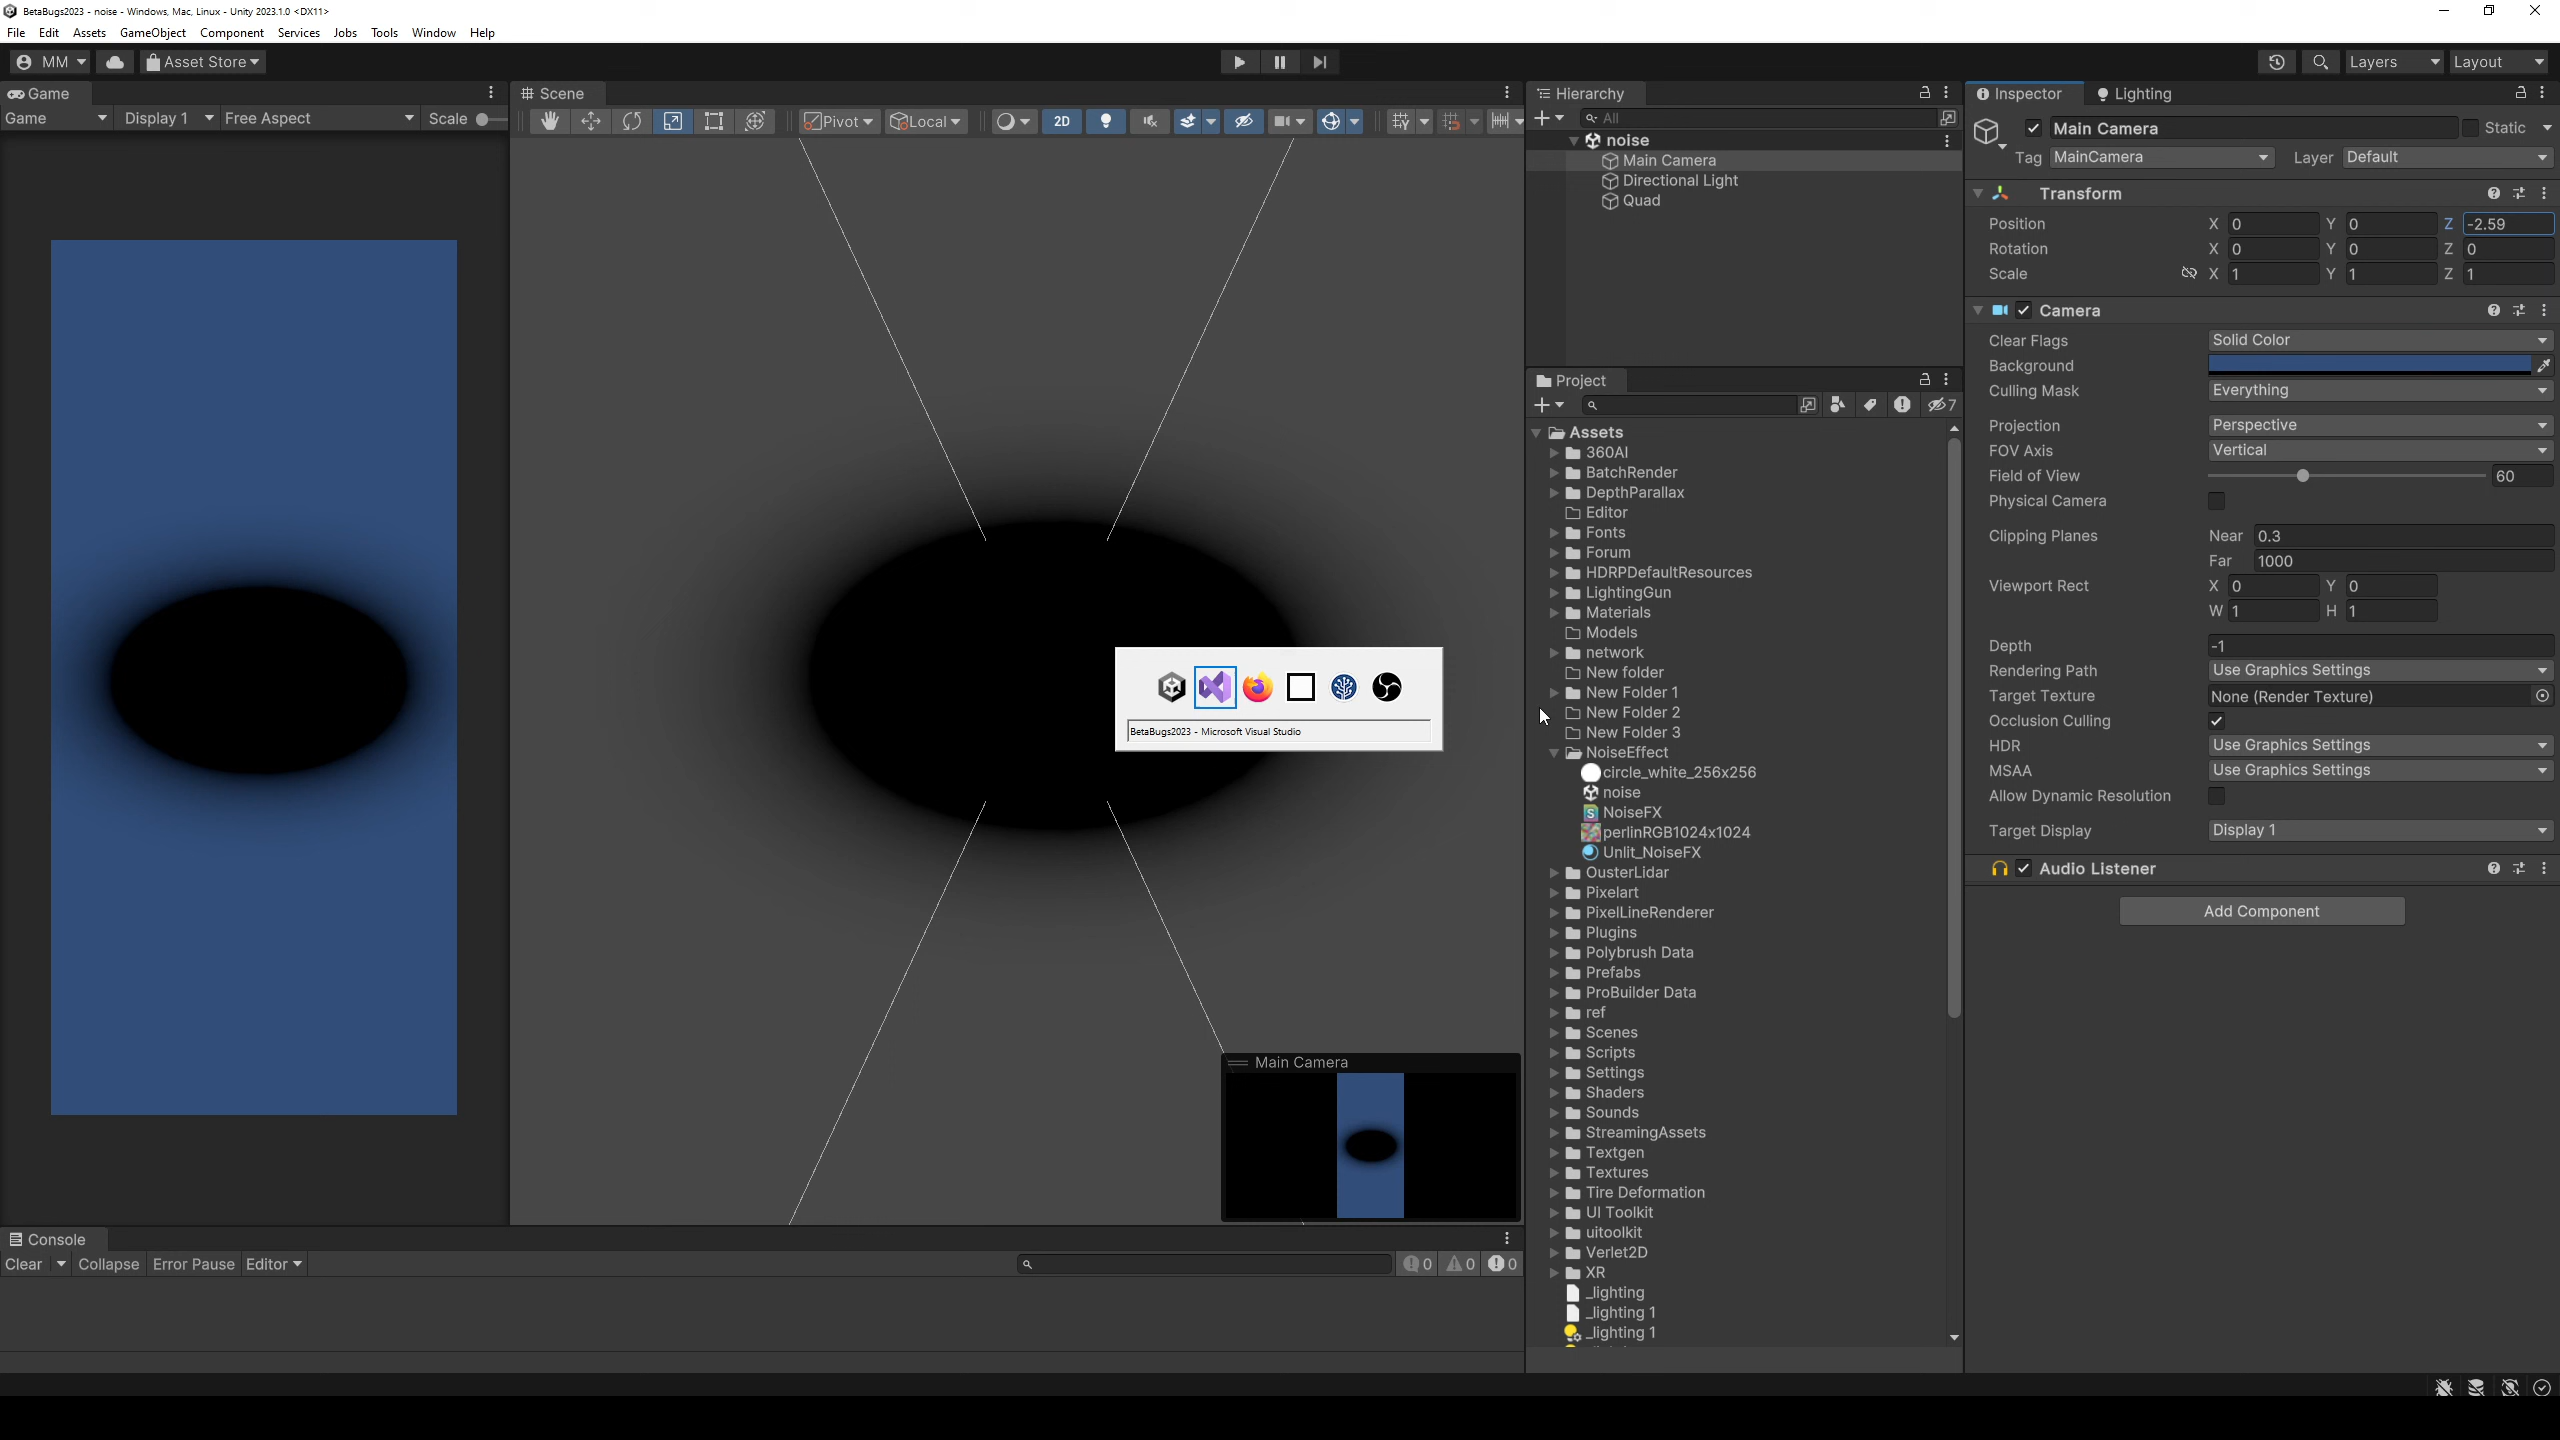 BetaBugs2023 - noise - Windows, Mac, Linux - Unity 2023.1.0 <DX11>
File Edit Assets GameObject Component Services Jobs Tools Window Help
MM Asset Store Layers Layout
Game
Game Display 1 Free Aspect Scale
Scene
Pivot Local 2D
Main Camera
BetaBugs2023 - Microsoft Visual Studio
Console
Clear Collapse Error Pause Editor 0 0 0
Hierarchy
All
noise
Main Camera
Directional Light
Quad
Project
7
Assets
360AI
BatchRender
DepthParallax
Editor
Fonts
Forum
HDRPDefaultResources
LightingGun
Materials
Models
network
New folder
New Folder 1
New Folder 2
New Folder 3
NoiseEffect
circle_white_256x256
noise
NoiseFX
perlinRGB1024x1024
Unlit_NoiseFX
OusterLidar
Pixelart
PixelLineRenderer
Plugins
Polybrush Data
Prefabs
ProBuilder Data
ref
Scenes
Scripts
Settings
Shaders
Sounds
StreamingAssets
Textgen
Textures
Tire Deformation
UI Toolkit
uitoolkit
Verlet2D
XR
_lighting
_lighting 1
_lighting 1
Inspector Lighting
Main Camera Static
Tag MainCamera Layer Default
Transform
Position X 0 Y 0 Z -2.59
Rotation X 0 Y 0 Z 0
Scale X 1 Y 1 Z 1
Camera
Clear Flags Solid Color
Background
Culling Mask Everything
Projection Perspective
FOV Axis Vertical
Field of View 60
Physical Camera
Clipping Planes Near 0.3
Far 1000
Viewport Rect X 0 Y 0
W 1 H 1
Depth -1
Rendering Path Use Graphics Settings
Target Texture None (Render Texture)
Occlusion Culling
HDR Use Graphics Settings
MSAA Use Graphics Settings
Allow Dynamic Resolution
Target Display Display 1
Audio Listener
Add Component